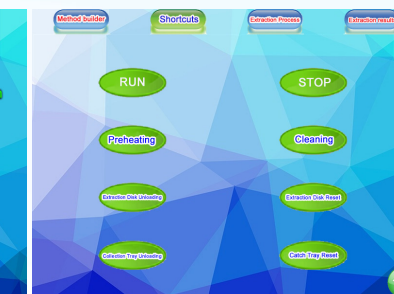 Method builder
Shortcuts
Extraction Process
Extraction results
RUN
STOP
Preheating
Cleaning
Extraction Disk Unloading
Extraction Disk Reset
Collection Tray Unloading
Catch Tray Reset